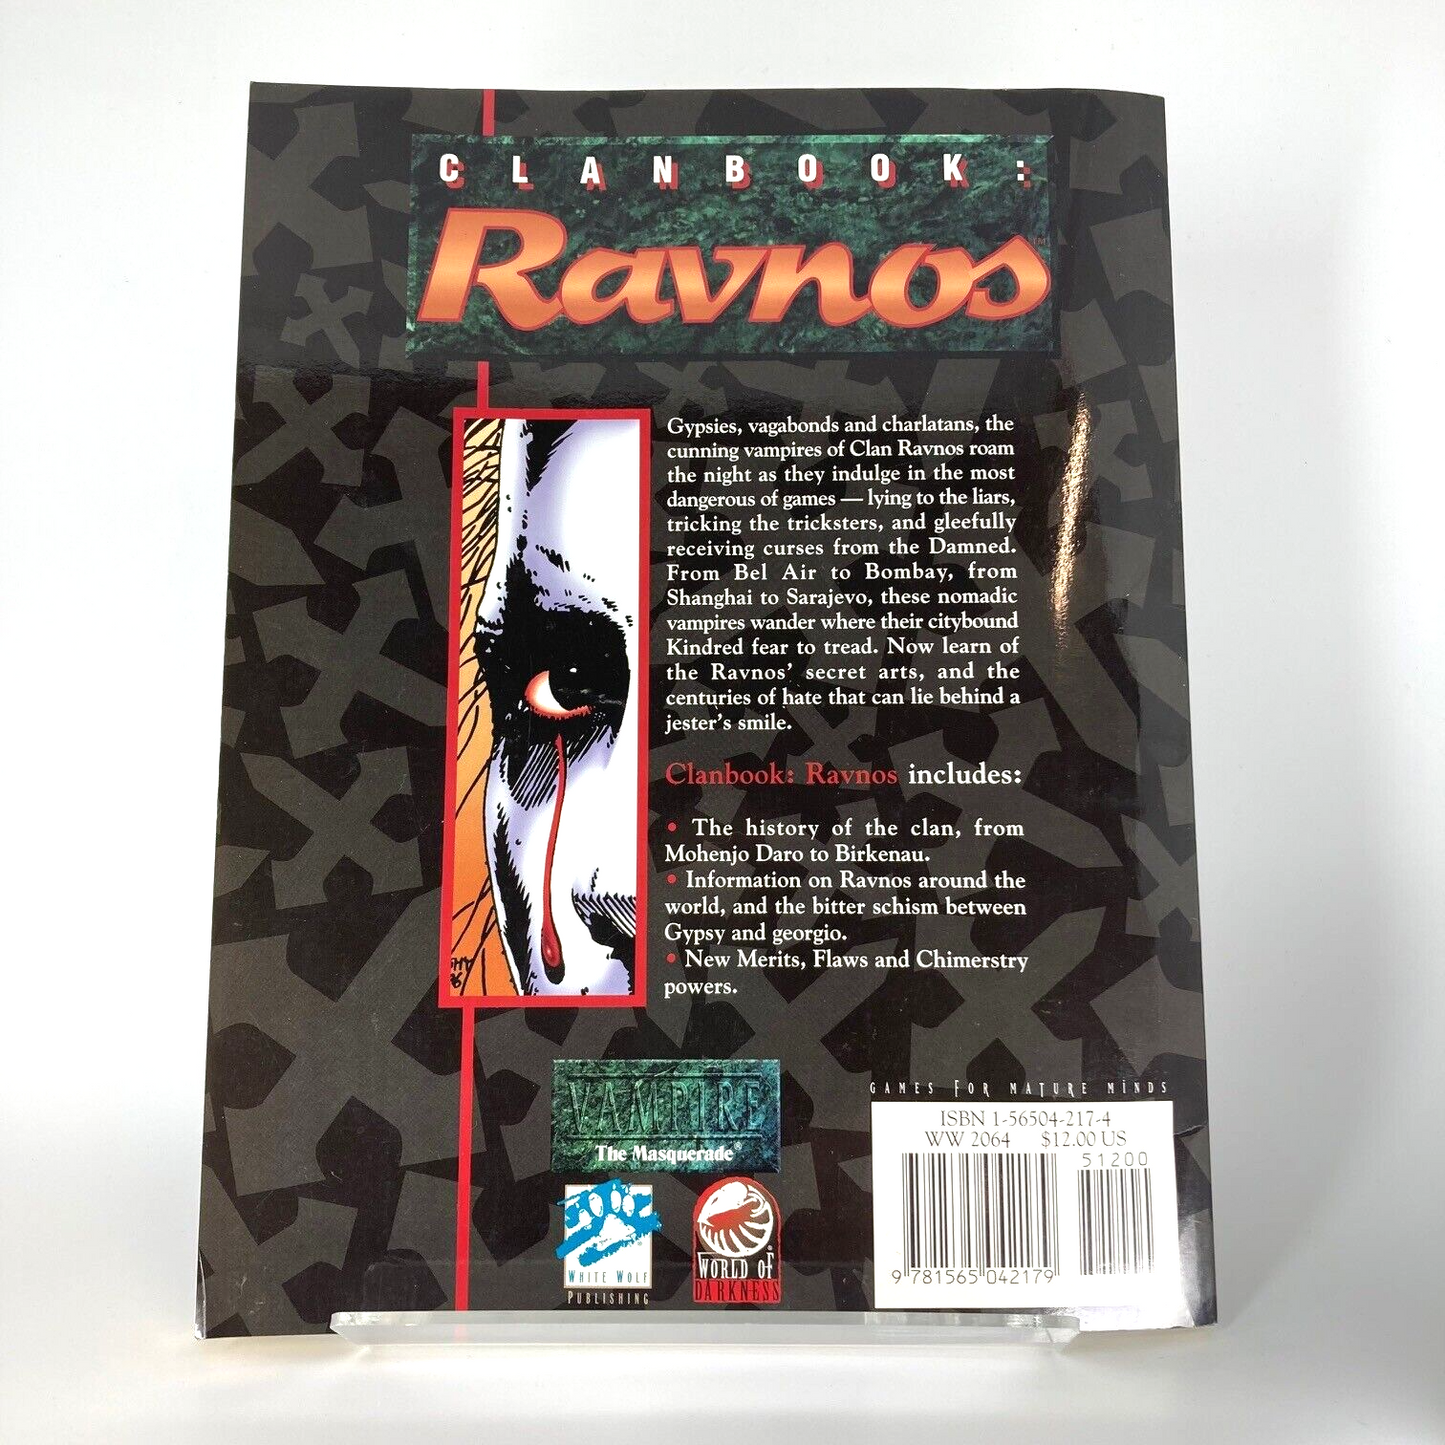 CLANBOOK:
Ravnos™
Gypsies, vagabonds and charlatans, the
cunning vampires of Clan Ravnos roam
the night as they indulge in the most
dangerous of games — lying to the liars,
tricking the tricksters, and gleefully
receiving curses from the Damned.
From Bel Air to Bombay, from
Shanghai to Sarajevo, these nomadic
vampires wander where their citybound
Kindred fear to tread. Now learn of
the Ravnos' secret arts, and the
centuries of hate that can lie behind a
jester's smile.
Clanbook: Ravnos includes:
• The history of the clan, from
Mohenjo Daro to Birkenau.
• Information on Ravnos around the
world, and the bitter schism between
Gypsy and georgio.
• New Merits, Flaws and Chimerstry
powers.
VAMPIRE
The Masquerade®
WHITE WOLF
PUBLISHING
WORLD OF
DARKNESS
GAMES FOR MATURE MINDS
ISBN 1-56504-217-4
WW 2064 $12.00 US
51200
9 781565 042179